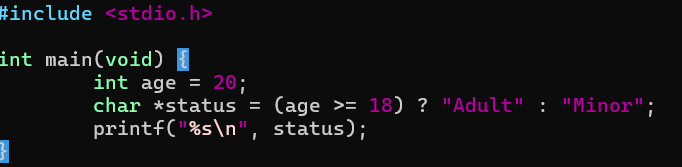 #include <stdio.h>
int main(void) {
        int age = 20;
        char *status = (age >= 18) ? "Adult" : "Minor";
        printf("%s\n", status);
}